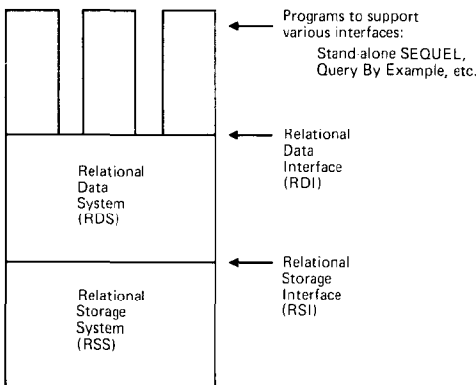 Programs to support
various interfaces:
Stand-alone SEQUEL,
Query By Example, etc.
Relational
Data
Interface
(RDI)
Relational
Data
System
(RDS)
Relational
Storage
Interface
(RSI)
Relational
Storage
System
(RSS)